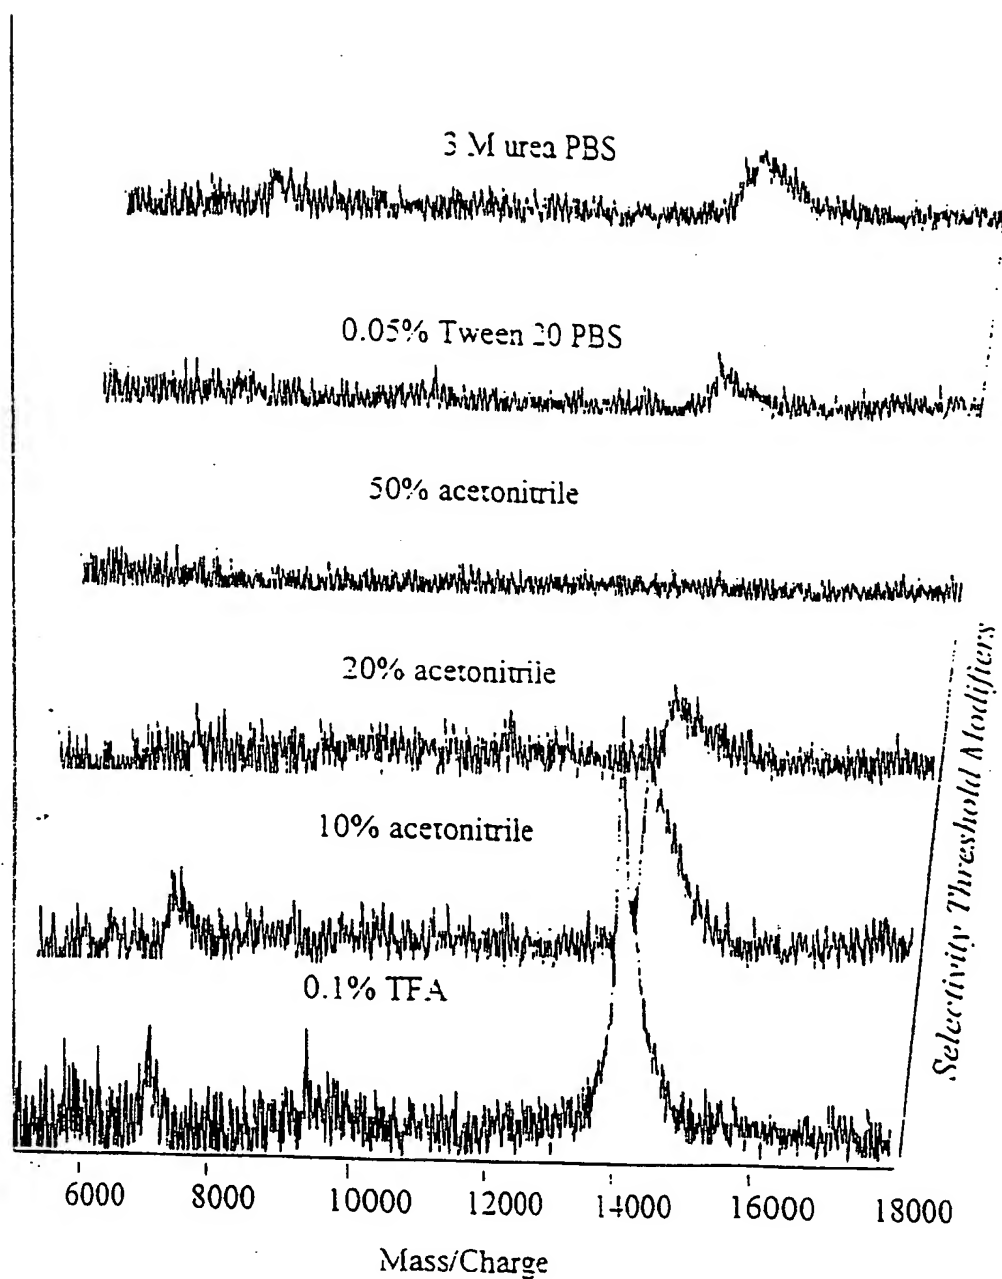 3 M urea PBS
0.05% Tween 20 PBS
50% acetonitrile
20% acetonitrile
10% acetonitrile
0.1% TFA
Selectivity Threshold Modifiers
6000 8000 10000 12000 14000 16000 18000
Mass/Charge